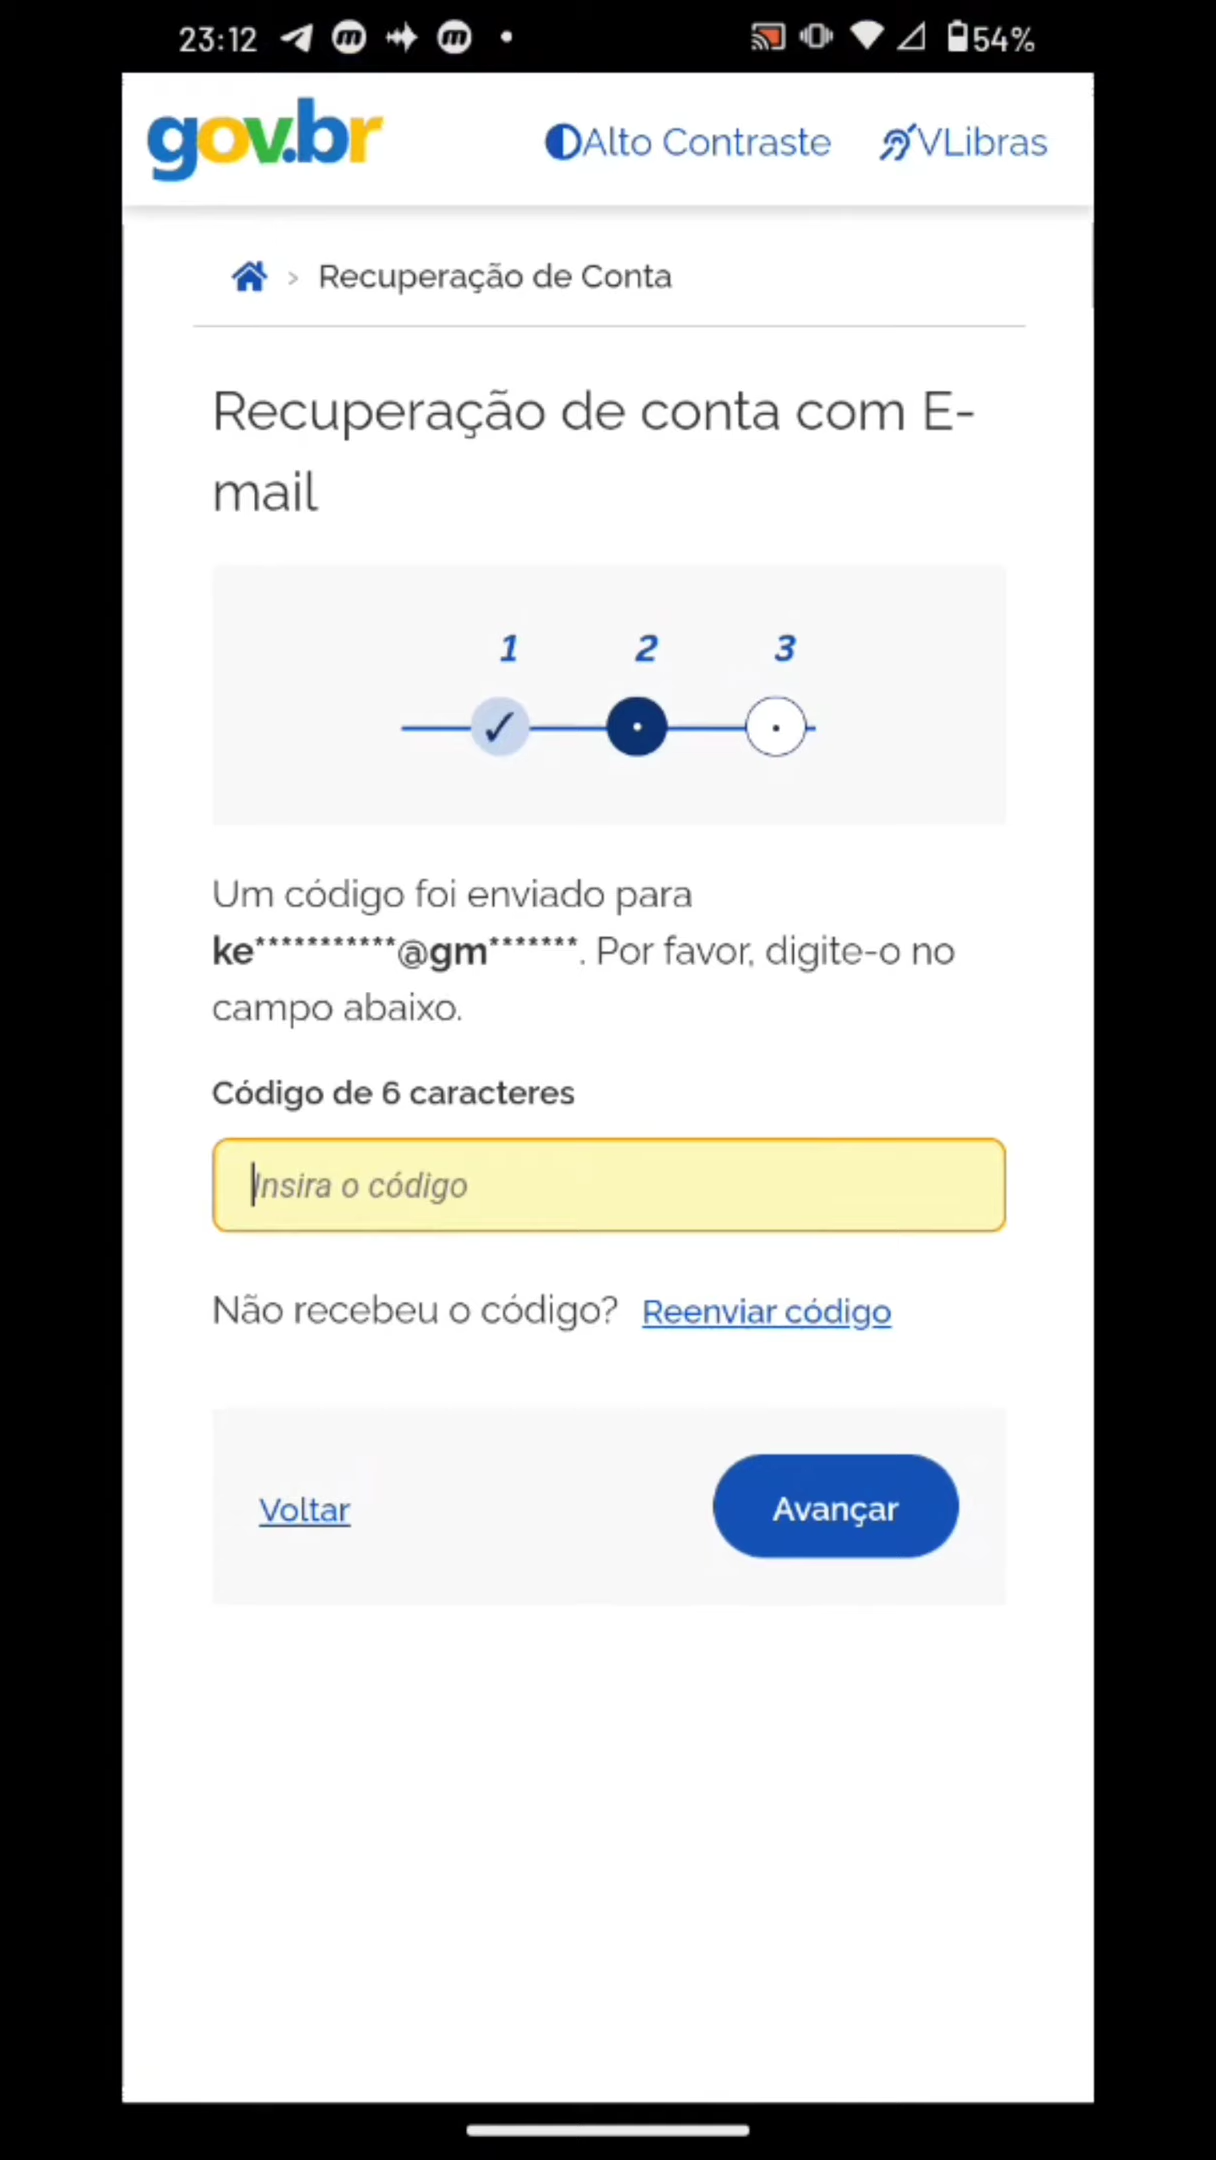 23:12
54%
gov.br
Alto Contraste
VLibras
Recuperação de Conta
Recuperação de conta com E-
mail
1 2 3
Um código foi enviado para
ke***********@gm*******. Por favor, digite-o no
campo abaixo.
Código de 6 caracteres
Insira o código
Não recebeu o código? Reenviar código
Voltar
Avançar